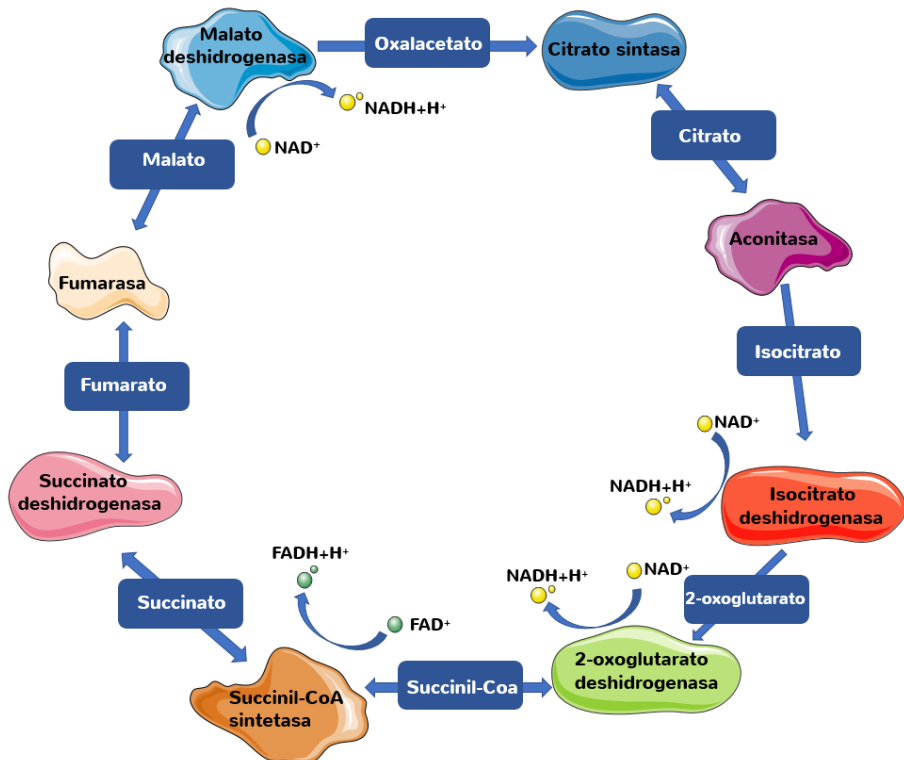 Malato
deshidrogenasa
Oxalacetato
Citrato sintasa
NADH+H⁺
NAD⁺
Citrato
Malato
Aconitasa
Fumarasa
Isocitrato
Fumarato
NAD⁺
NADH+H⁺
Succinato
deshidrogenasa
Isocitrato
deshidrogenasa
FADH+H⁺
NADH+H⁺
NAD⁺
2-oxoglutarato
Succinato
FAD⁺
2-oxoglutarato
deshidrogenasa
Succinil-CoA
sintetasa
Succinil-Coa